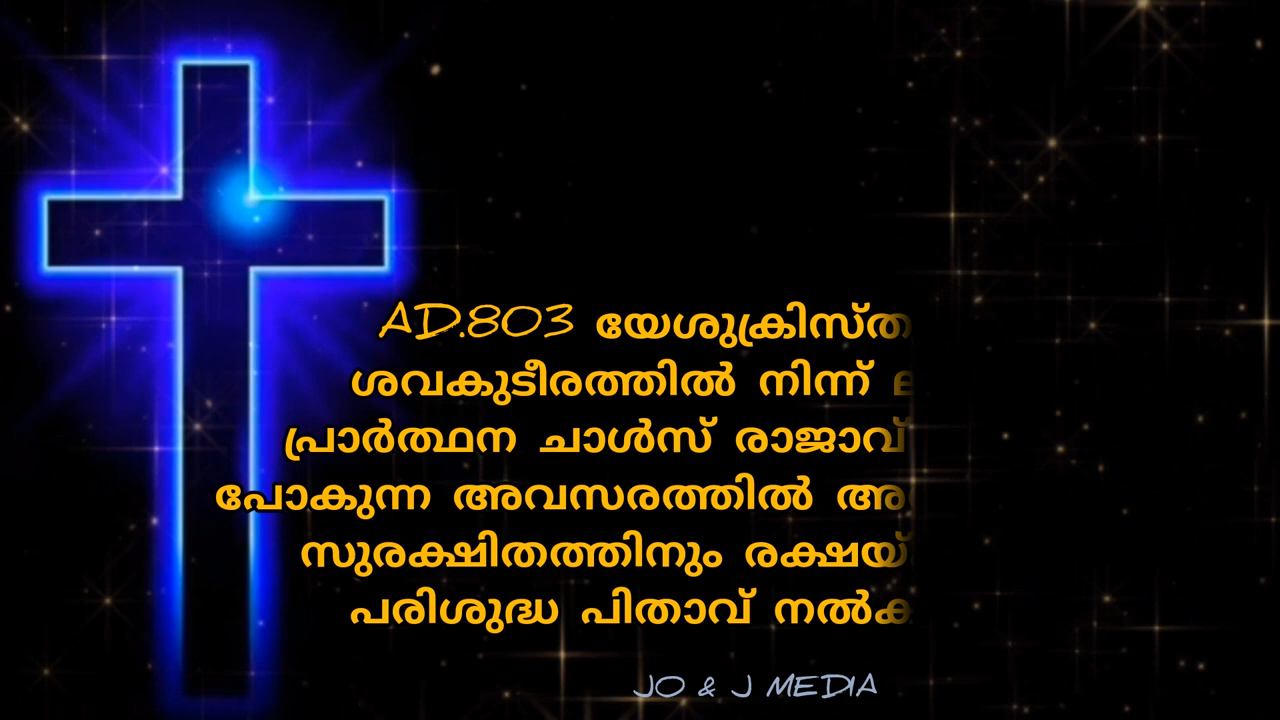 AD.803 യേശുക്രിസ്ത
ശവകുടീരത്തിൽ നിന്ന്
പ്രാർത്ഥന ചാൾസ് രാജാവ്
പോകുന്ന അവസരത്തിൽ
സുരക്ഷിതത്തിനും രക്ഷയ്
പരിശുദ്ധ പിതാവ് നൽക
JO & J MEDIA